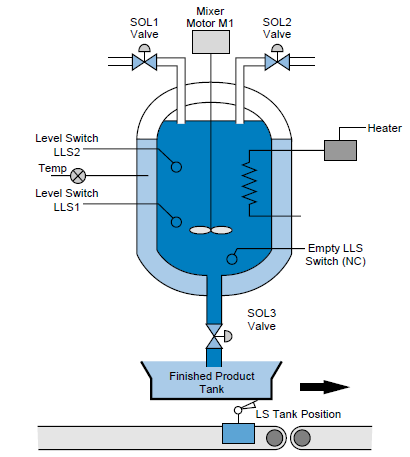 Mixer
Motor M1
SOL1
Valve
SOL2
Valve
Heater
Level Switch
LLS2
Temp
Level Switch
LLS1
Empty LLS
Switch (NC)
SOL3
Valve
Finished Product
Tank
LS Tank Position